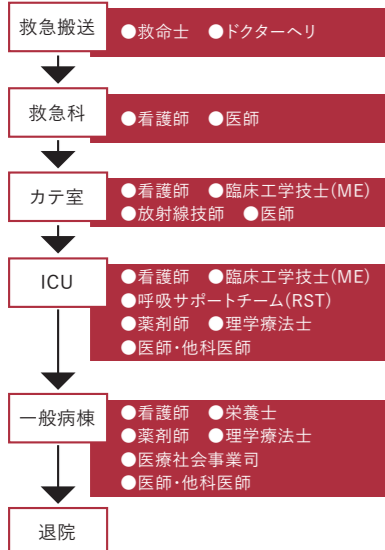 救急搬送
●救命士 ●ドクターヘリ
救急科
●看護師 ●医師
カテ室
●看護師 ●臨床工学技士(ME)
●放射線技師 ●医師
ICU
●看護師 ●臨床工学技士(ME)
●呼吸サポートチーム(RST)
●薬剤師 ●理学療法士
●医師・他科医師
一般病棟
●看護師 ●栄養士
●薬剤師 ●理学療法士
●医療社会事業司
●医師・他科医師
退院